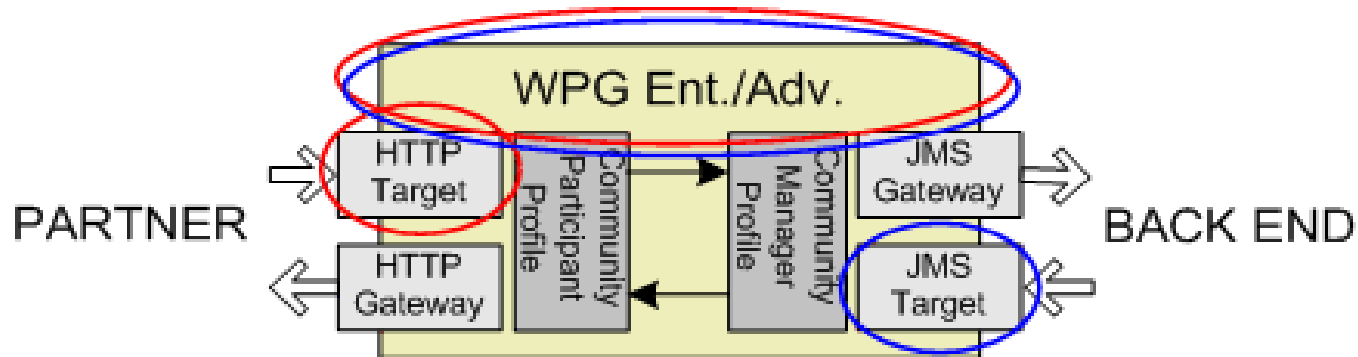 WPG Ent./Adv.
PARTNER
HTTP
Target
HTTP
Gateway
Community
Participant
Profile
Community
Manager
Profile
JMS
Gateway
JMS
Target
BACK END